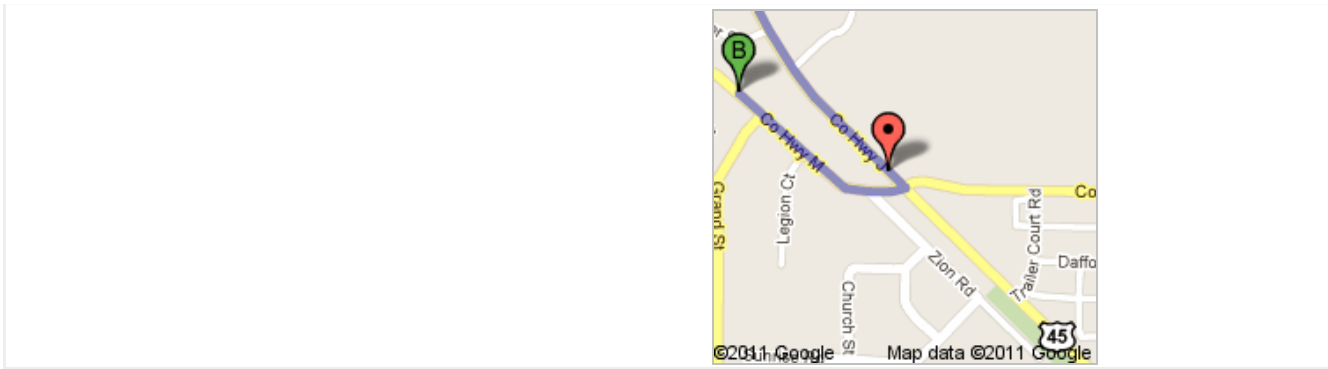 B
Co Hwy M
Co Hwy J
Co
Grand St
Legion Ct
Trailer Court Rd
Daffo
Zion Rd
Church St
45
©2011 Google
Map data ©2011 Google